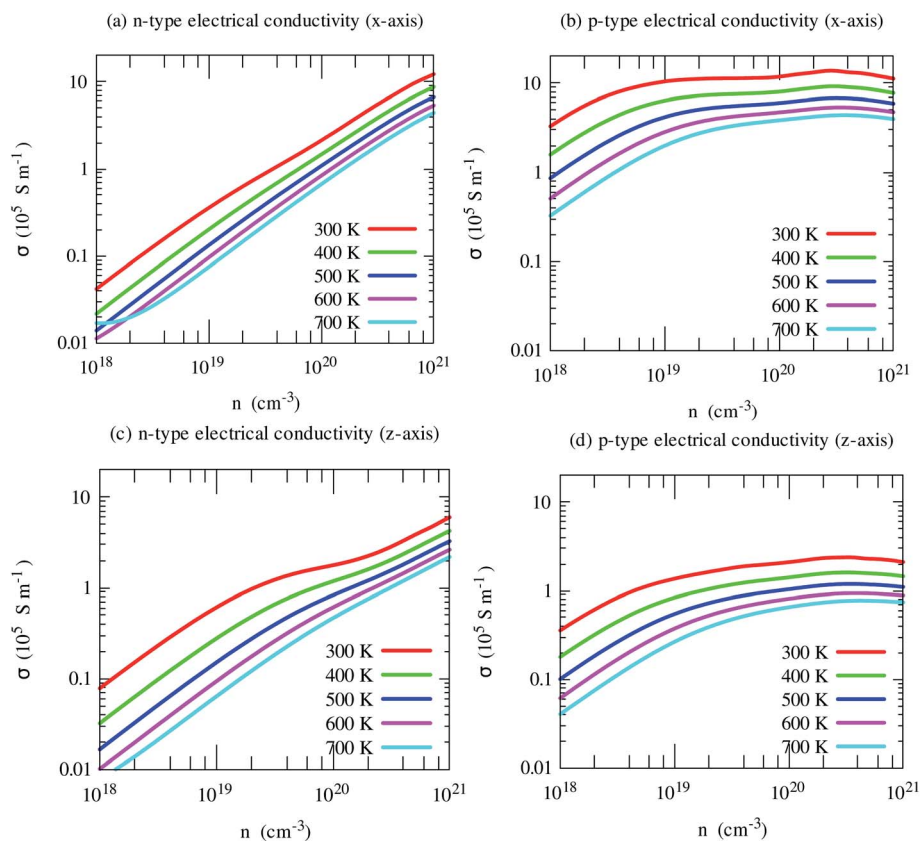 (a) n-type electrical conductivity (x-axis)
σ (10⁵ S m⁻¹)
10
1
0.1
0.01
300 K
400 K
500 K
600 K
700 K
10¹⁸
10¹⁹
10²⁰
10²¹
n (cm⁻³)
(b) p-type electrical conductivity (x-axis)
σ (10⁵ S m⁻¹)
10
1
0.1
0.01
300 K
400 K
500 K
600 K
700 K
10¹⁸
10¹⁹
10²⁰
10²¹
n (cm⁻³)
(c) n-type electrical conductivity (z-axis)
σ (10⁵ S m⁻¹)
10
1
0.1
0.01
300 K
400 K
500 K
600 K
700 K
10¹⁸
10¹⁹
10²⁰
10²¹
n (cm⁻³)
(d) p-type electrical conductivity (z-axis)
σ (10⁵ S m⁻¹)
10
1
0.1
0.01
300 K
400 K
500 K
600 K
700 K
10¹⁸
10¹⁹
10²⁰
10²¹
n (cm⁻³)